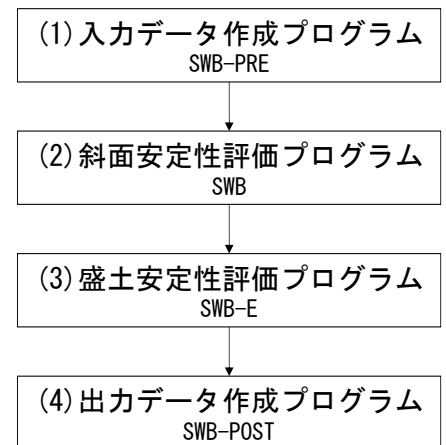 (1)入力データ作成プログラム
SWB-PRE
(2)斜面安定性評価プログラム
SWB
(3)盛土安定性評価プログラム
SWB-E
(4)出力データ作成プログラム
SWB-POST